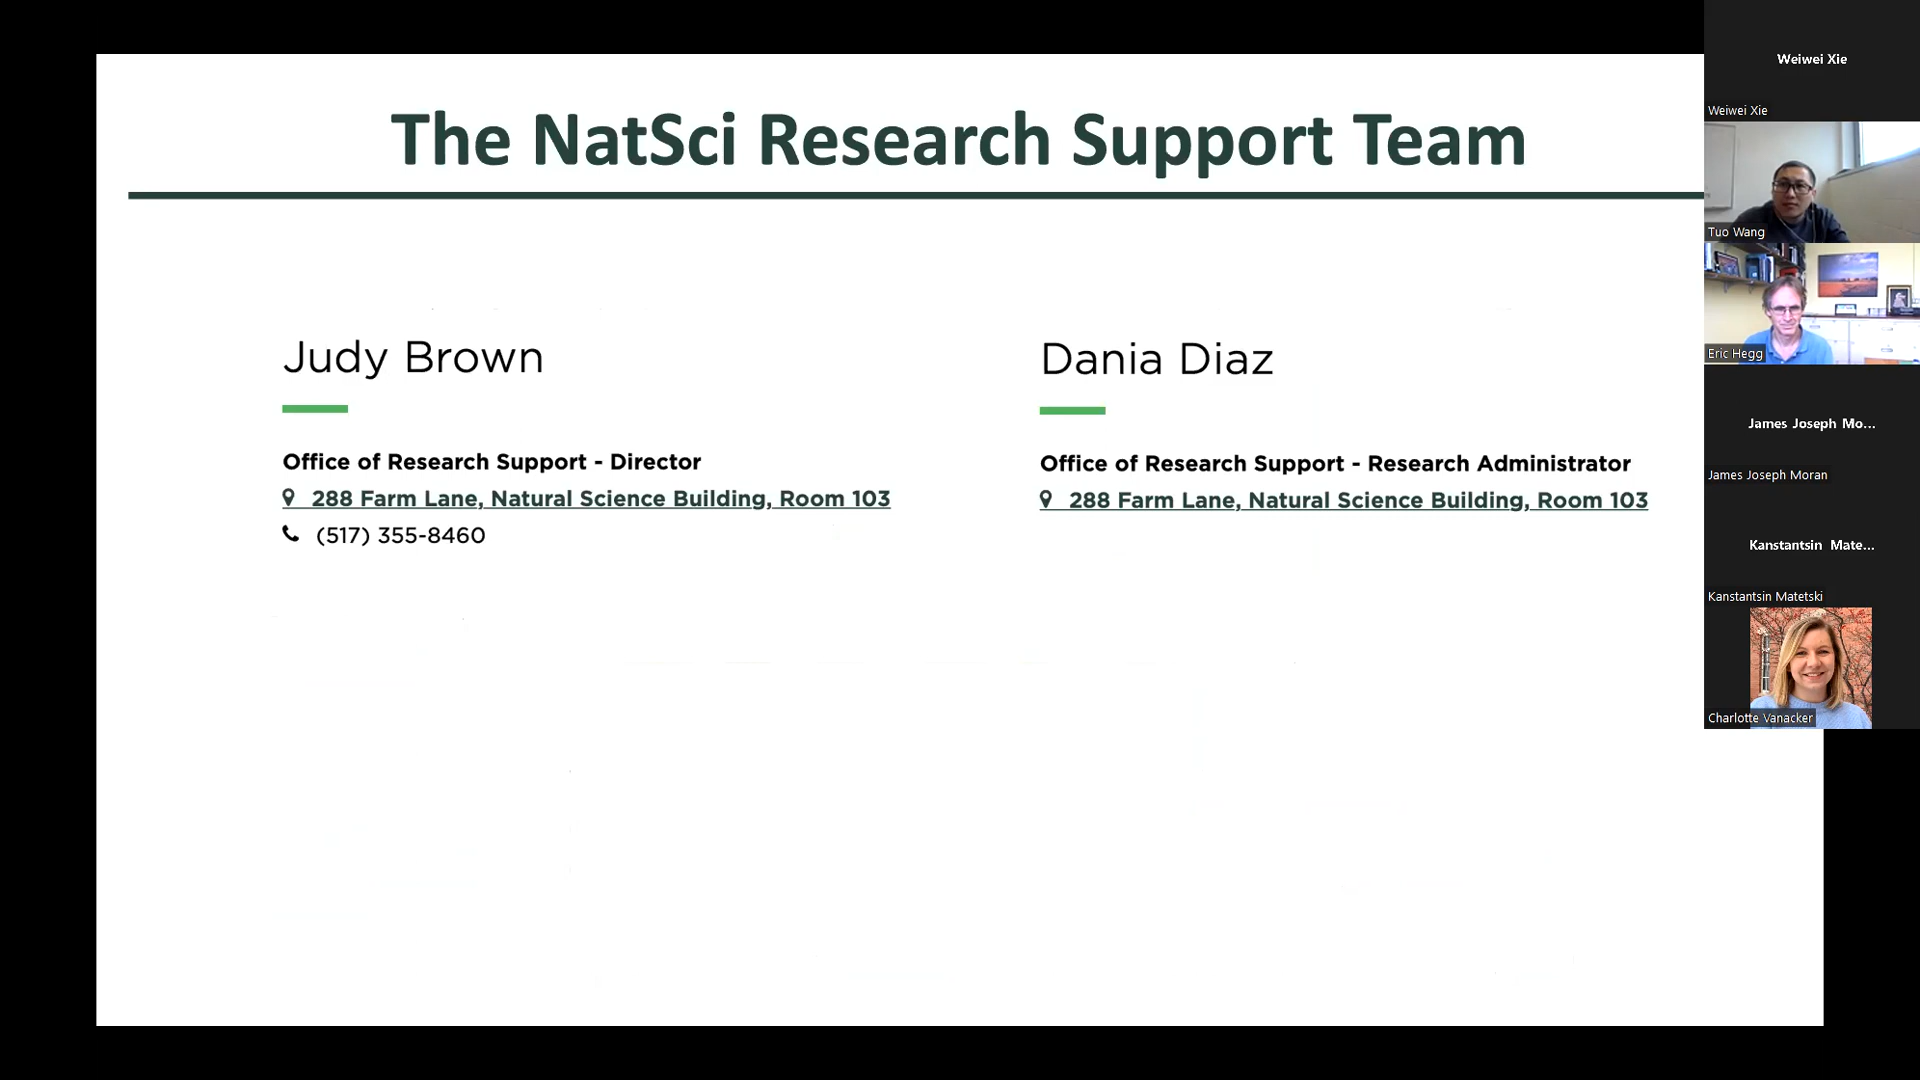 The NatSci Research Support Team
Judy Brown
Office of Research Support - Director
288 Farm Lane, Natural Science Building, Room 103
(517) 355-8460
Dania Diaz
Office of Research Support - Research Administrator
288 Farm Lane, Natural Science Building, Room 103
Weiwei Xie
Weiwei Xie
Tuo Wang
Eric Hegg
James Joseph Mo...
James Joseph Moran
Kanstantsin Mate...
Kanstantsin Matetski
Charlotte Vanacker